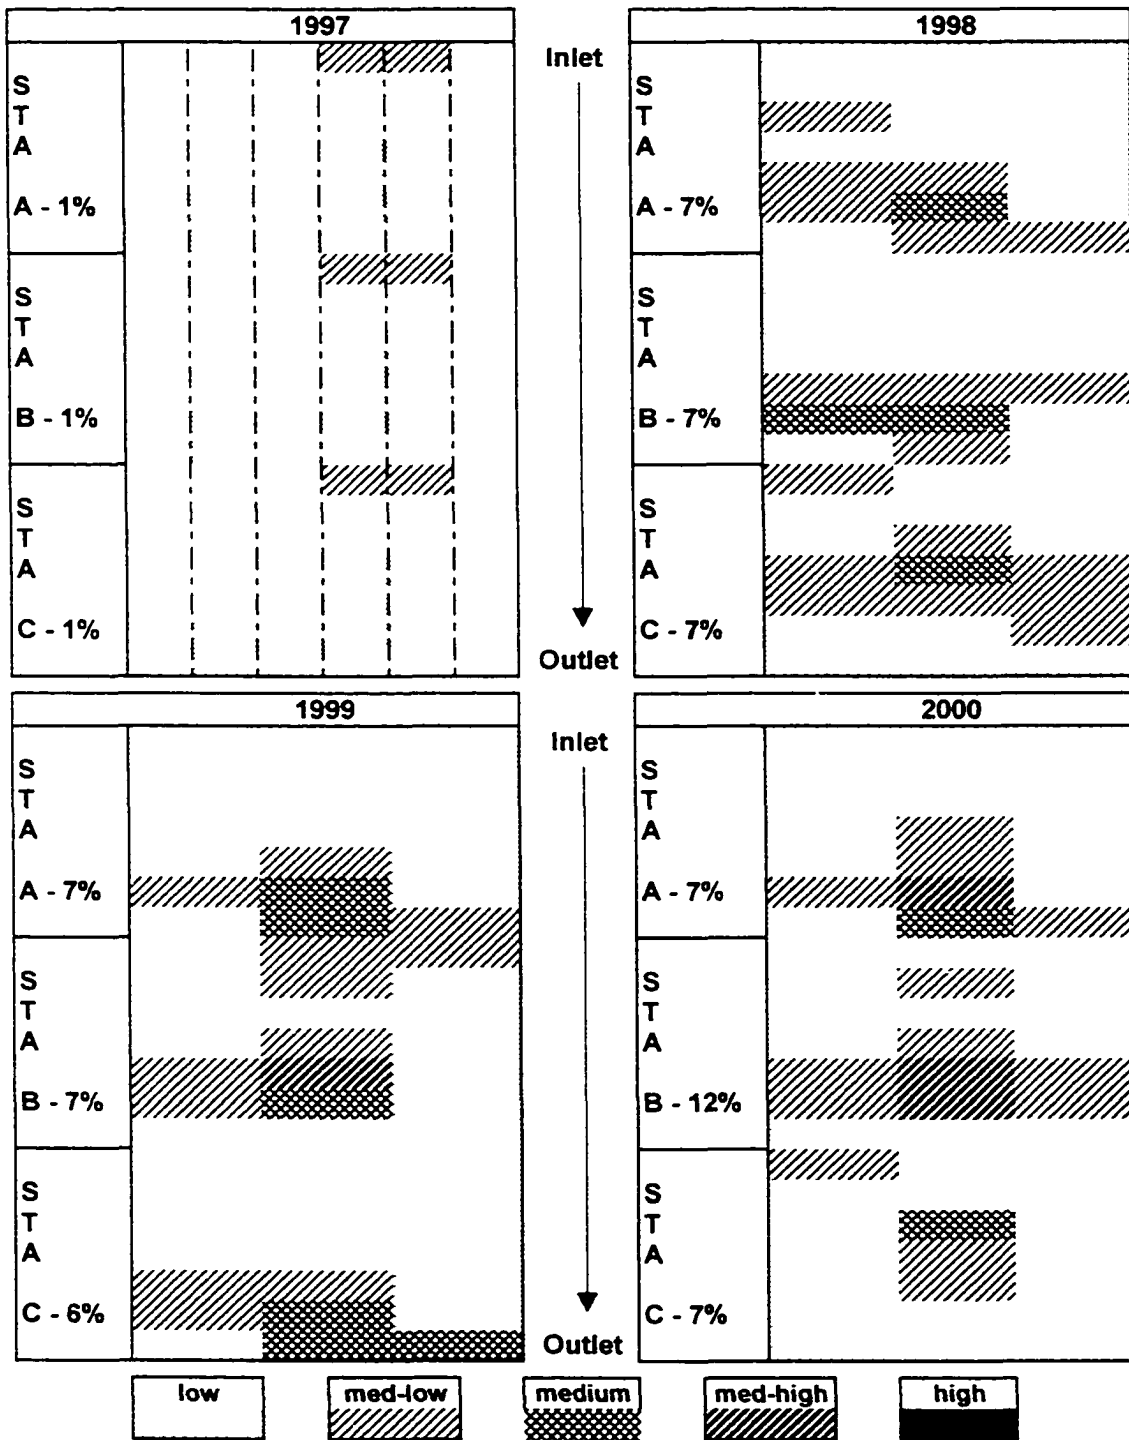 1997
S
T
A
A - 1%
S
T
A
B - 1%
S
T
A
C - 1%
Inlet
Outlet
1998
S
T
A
A - 7%
S
T
A
B - 7%
S
T
A
C - 7%
1999
S
T
A
A - 7%
S
T
A
B - 7%
S
T
A
C - 6%
Inlet
Outlet
2000
S
T
A
A - 7%
S
T
A
B - 12%
S
T
A
C - 7%
low
med-low
medium
med-high
high